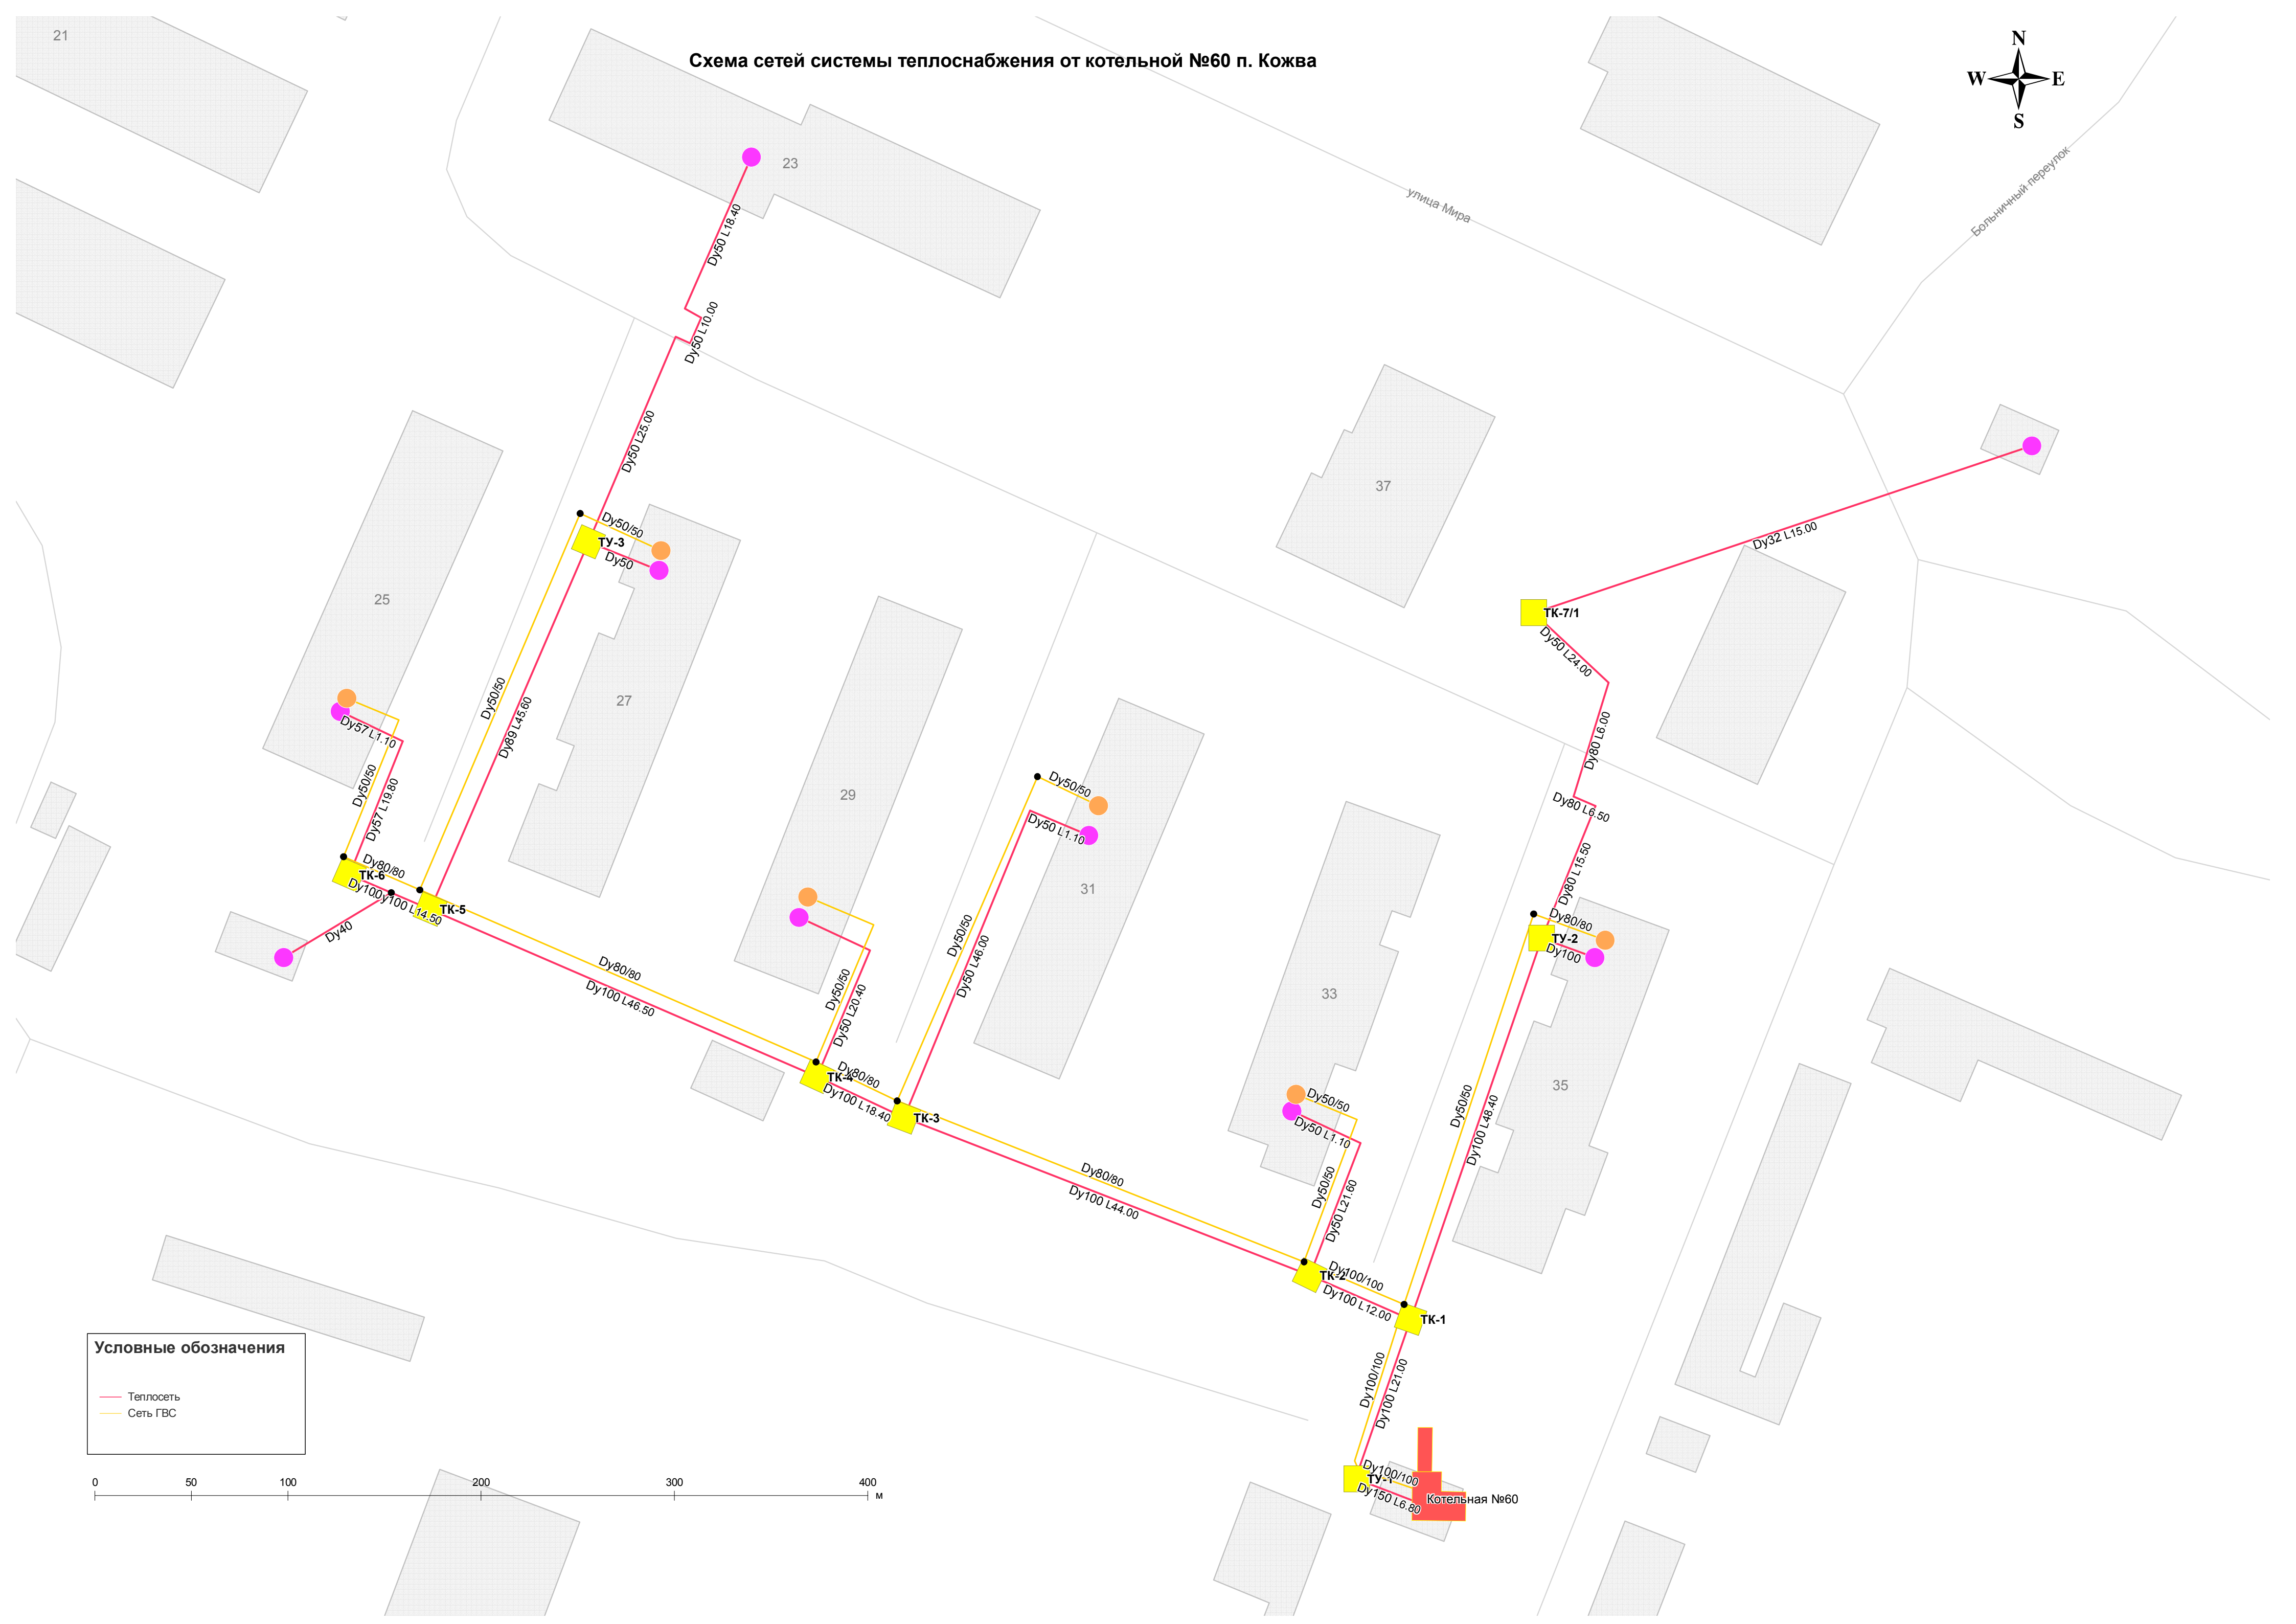 21
Схема сетей системы теплоснабжения от котельной №60 п. Кожва
N
W E
S
23
улица Мира
Больничный переулок
Dy50 L18.40
Dy50 L10.00
Dy50 L25.00
37
Dy32 L15.00
Dy50/50
ТУ-3
Dy50
25
ТК-7/1
Dy50 L24.00
Dy50/50
Dy89 L45.60
27
Dy57 L1.10
Dy80 L6.00
Dy50/50
Dy57 L19.80
29
Dy50/50
Dy50 L1.10
Dy80 L6.50
Dy80 L15.50
Dy80/80
ТК-6
31
ТК-5
Dy40
Dy80/80
Dy100 L46.50
Dy50/50
Dy50 L20.40
Dy50/50
Dy50 L46.00
Dy80/80
ТУ-2
Dy100
33
Dy80/80
ТК-4
Dy100 L18.40
ТК-3
35
Dy50/50
Dy50 L1.10
Dy50/50
Dy100 L48.40
Dy80/80
Dy100 L44.00
Dy50/50
Dy50 L21.60
Dy100/100
ТК-2
Dy100 L12.00
ТК-1
Dy100/100
Dy100 L21.00
Условные обозначения
Теплосеть
Сеть ГВС
Dy100/100
Dy150 L6.80
Котельная №60
0 50 100 200 300 400
м